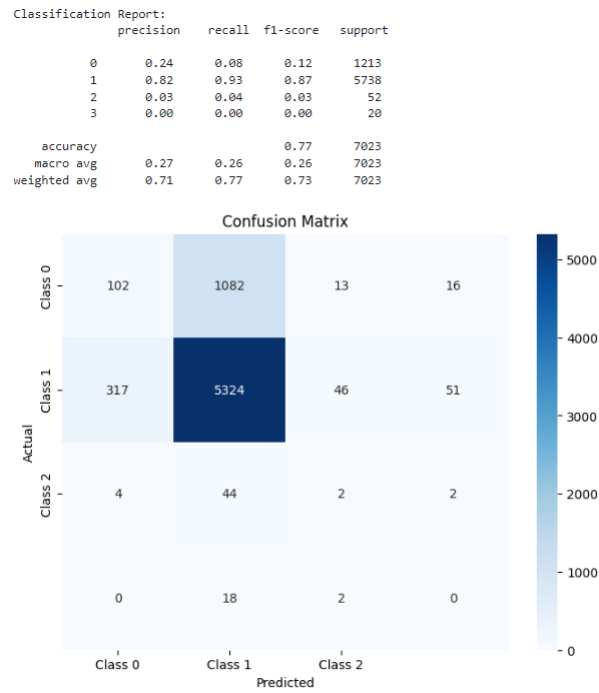 Classification Report:
precision recall f1-score support
0 0.24 0.08 0.12 1213
1 0.82 0.93 0.87 5738
2 0.03 0.04 0.03 52
3 0.00 0.00 0.00 20
accuracy 0.77 7023
macro avg 0.27 0.26 0.26 7023
weighted avg 0.71 0.77 0.73 7023
Confusion Matrix
Class 0 102 1082 13 16
Class 1 317 5324 46 51
Class 2 4 44 2 2
0 18 2 0
Actual
Class 0 Class 1 Class 2
Predicted
5000
4000
3000
2000
1000
0